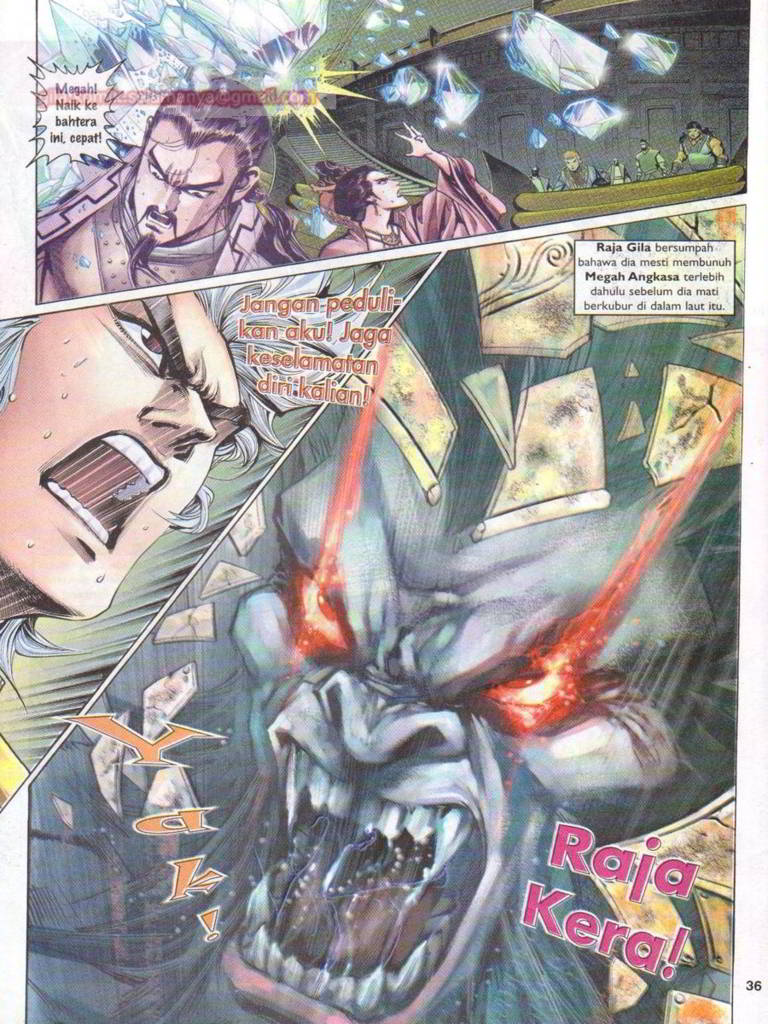 Megah!
Naik ke
bahtera
ini, cepat!
Raja Gila bersumpah
bahawa dia mesti membunuh
Megah Angkasa terlebih
dahulu sebelum dia mati
berkubur di dalam laut itu.
Jangan peduli-
kan aku! Jaga
keselamatan
diri kalian!
Yak!
Raja
Kera!
36